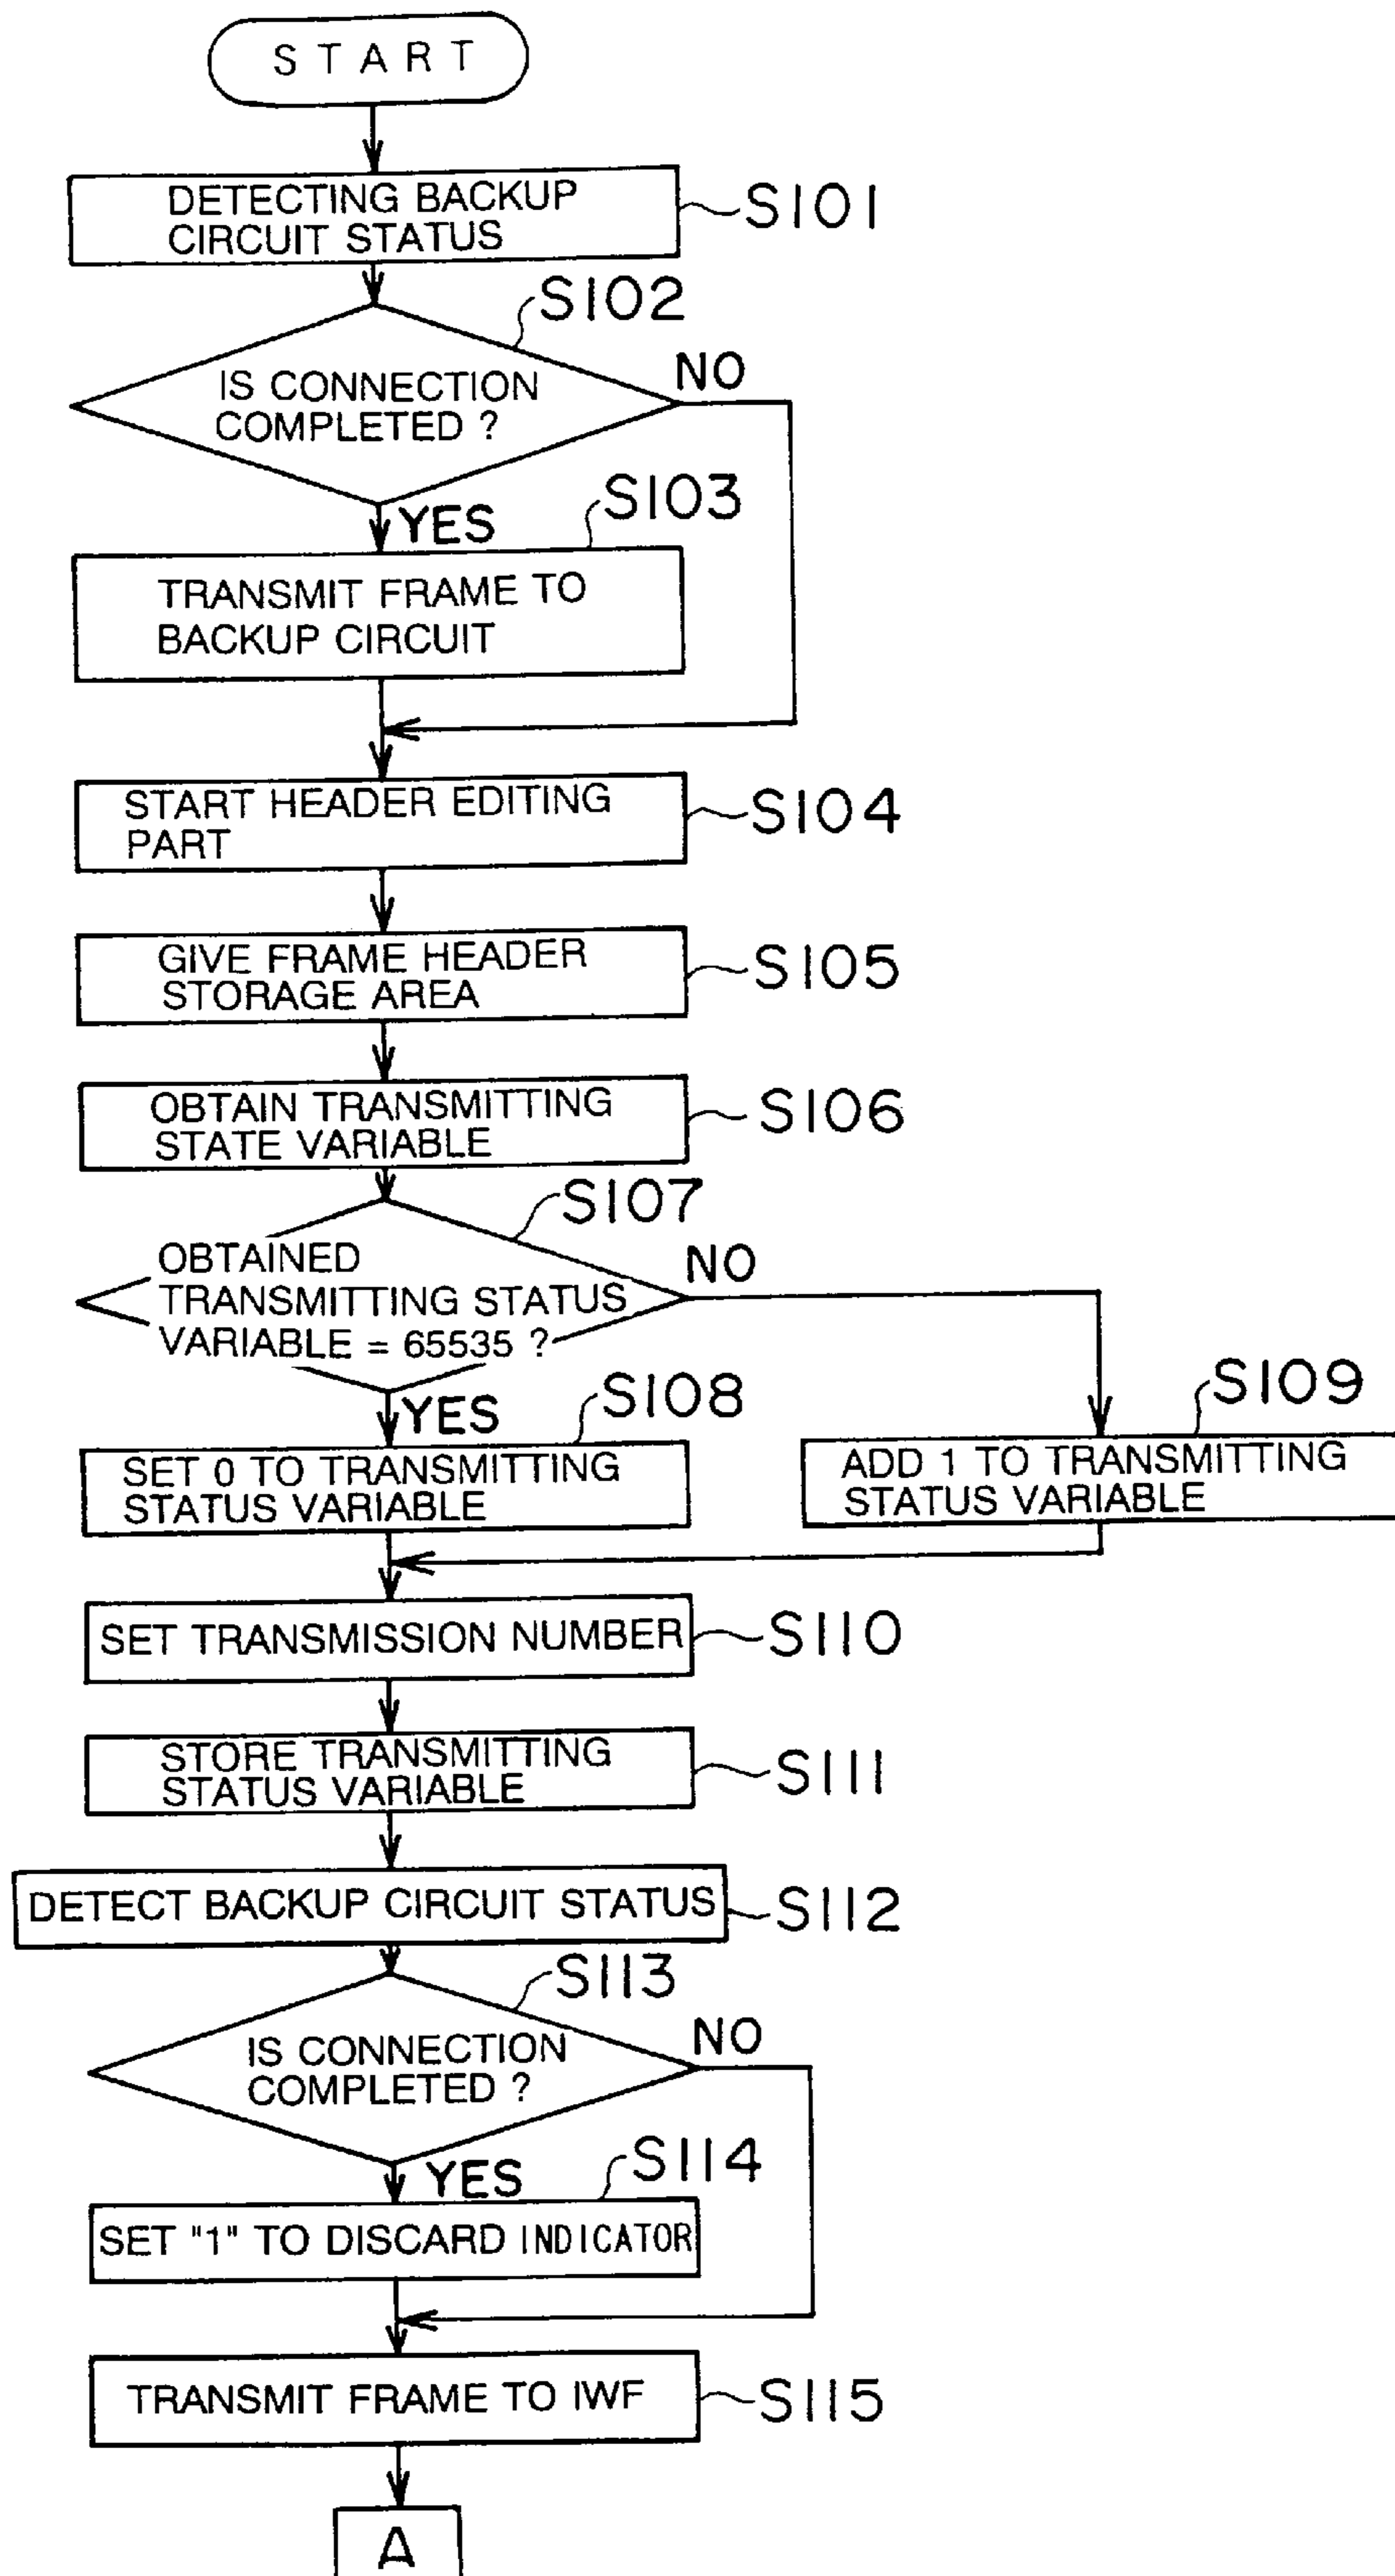 START
DETECTING BACKUP
CIRCUIT STATUS
S101
S102
IS CONNECTION
COMPLETED ?
NO
YES
S103
TRANSMIT FRAME TO
BACKUP CIRCUIT
START HEADER EDITING
PART
S104
GIVE FRAME HEADER
STORAGE AREA
S105
OBTAIN TRANSMITTING
STATE VARIABLE
S106
S107
OBTAINED
TRANSMITTING STATUS
VARIABLE = 65535 ?
NO
YES
S108
SET 0 TO TRANSMITTING
STATUS VARIABLE
S109
ADD 1 TO TRANSMITTING
STATUS VARIABLE
SET TRANSMISSION NUMBER
S110
STORE TRANSMITTING
STATUS VARIABLE
S111
DETECT BACKUP CIRCUIT STATUS
S112
S113
IS CONNECTION
COMPLETED ?
NO
YES
S114
SET "1" TO DISCARD INDICATOR
TRANSMIT FRAME TO IWF
S115
A